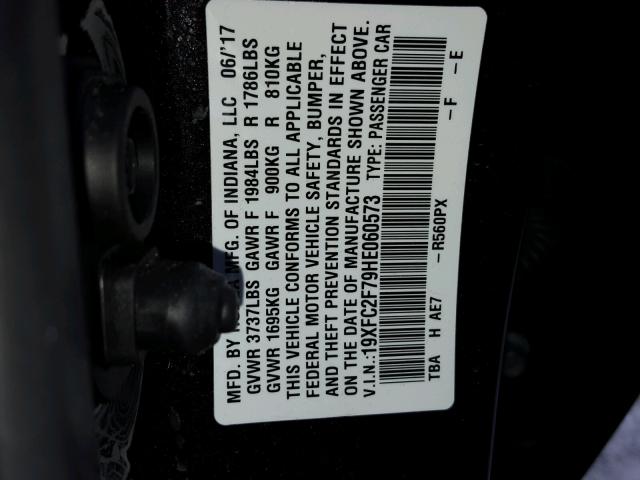 MFD. BY MFG. OF INDIANA, LLC 06/'17
GVWR 3737LBS GAWR F 1984LBS R 1786LBS
GVWR 1695KG GAWR F 900KG R 810KG
THIS VEHICLE CONFORMS TO ALL APPLICABLE
FEDERAL MOTOR VEHICLE SAFETY, BUMPER,
AND THEFT PREVENTION STANDARDS IN EFFECT
ON THE DATE OF MANUFACTURE SHOWN ABOVE.
V.I.N.:19XFC2F79HE060573 TYPE: PASSENGER CAR
TBA H AE7 - R560PX - F - E